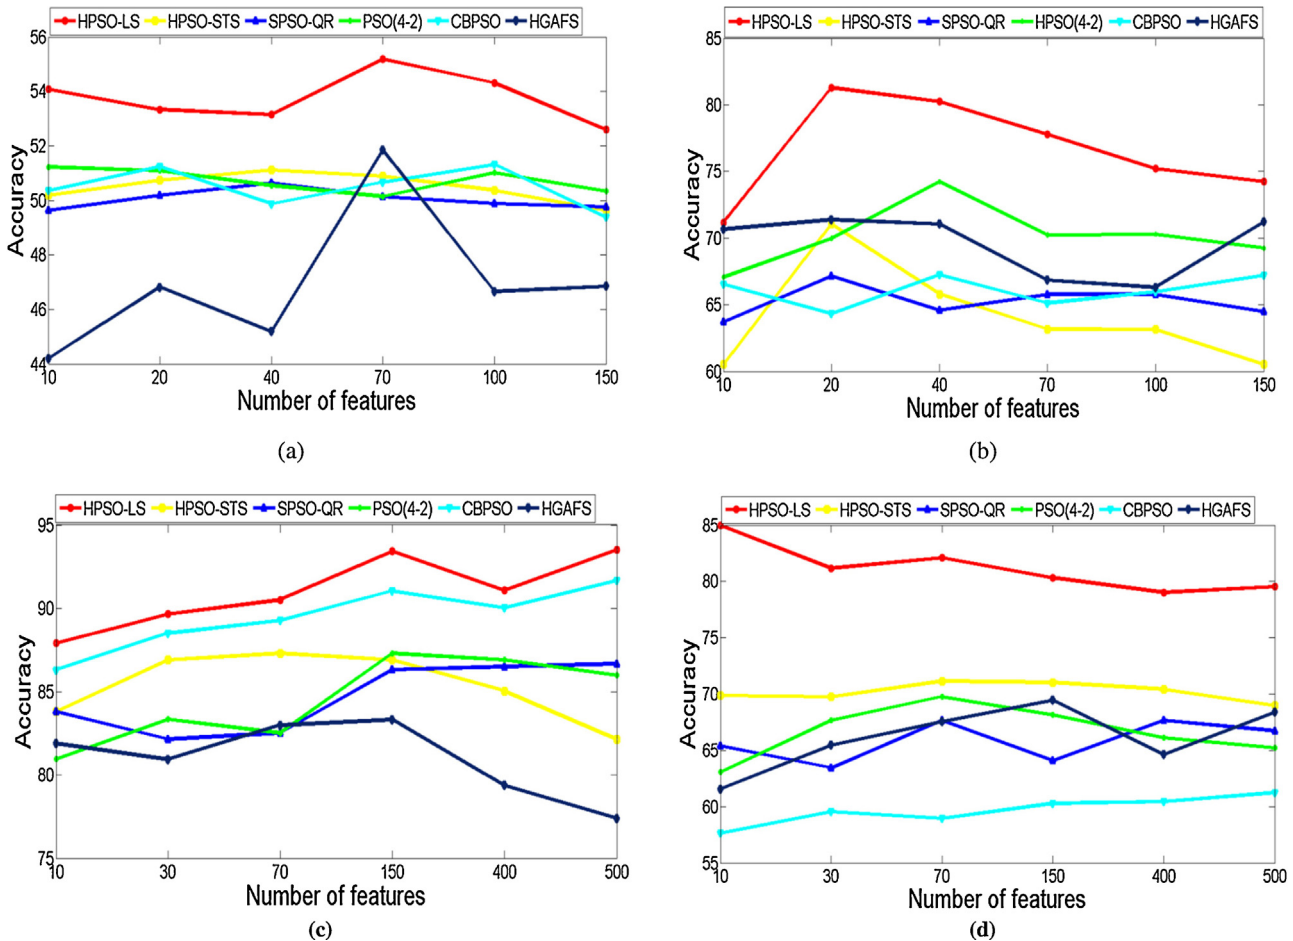 HPSO-LS HPSO-STS SPSO-QR PSO(4-2) CBPSO HGAFS
56
54
52
50
48
46
44
Accuracy
10 20 40 70 100 150
Number of features
(a)
HPSO-LS HPSO-STS SPSO-QR HPSO(4-2) CBPSO HGAFS
85
80
75
70
65
60
Accuracy
10 20 40 70 100 150
Number of features
(b)
HPSO-LS HPSO-STS SPSO-QR PSO(4-2) CBPSO HGAFS
95
90
85
80
75
Accuracy
10 30 70 150 400 500
Number of features
(c)
HPSO-LS HPSO-STS SPSO-QR PSO(4-2) CBPSO HGAFS
85
80
75
70
65
60
55
Accuracy
10 30 70 150 400 500
Number of features
(d)